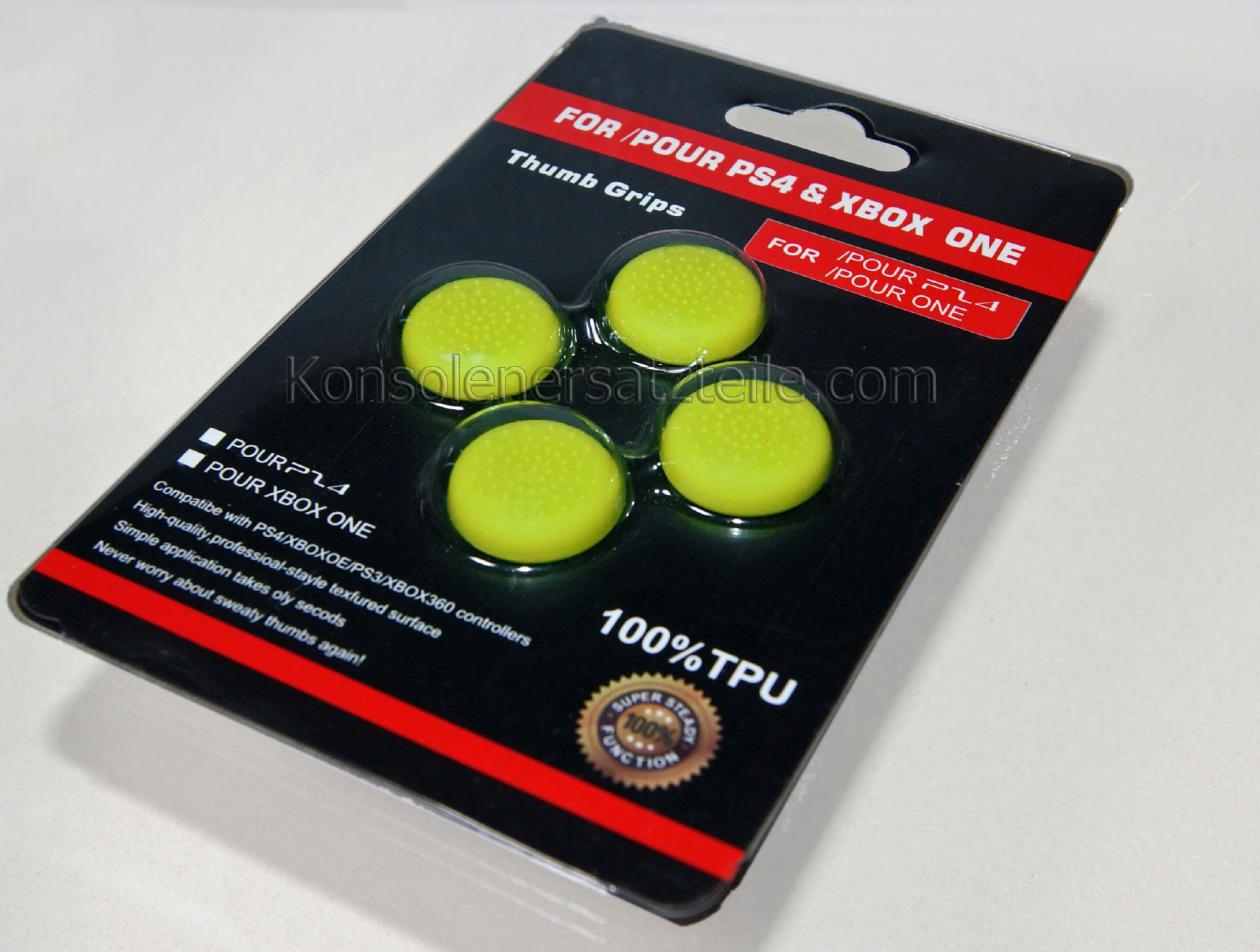 FOR /POUR PS4 & XBOX ONE
Thumb Grips
FOR /POUR PS4
/POUR ONE
Konsolenersatzteile.com
POUR PS4
POUR XBOX ONE
Compatibe with PS4/XBOXOE/PS3/XBOX360 controllers
High-quality,professioal-stayle texfured surface
Simple application takes oly secods
Never worry about sweaty thumbs again!
100%TPU
SUPER STEADY
100%
FUNCTION